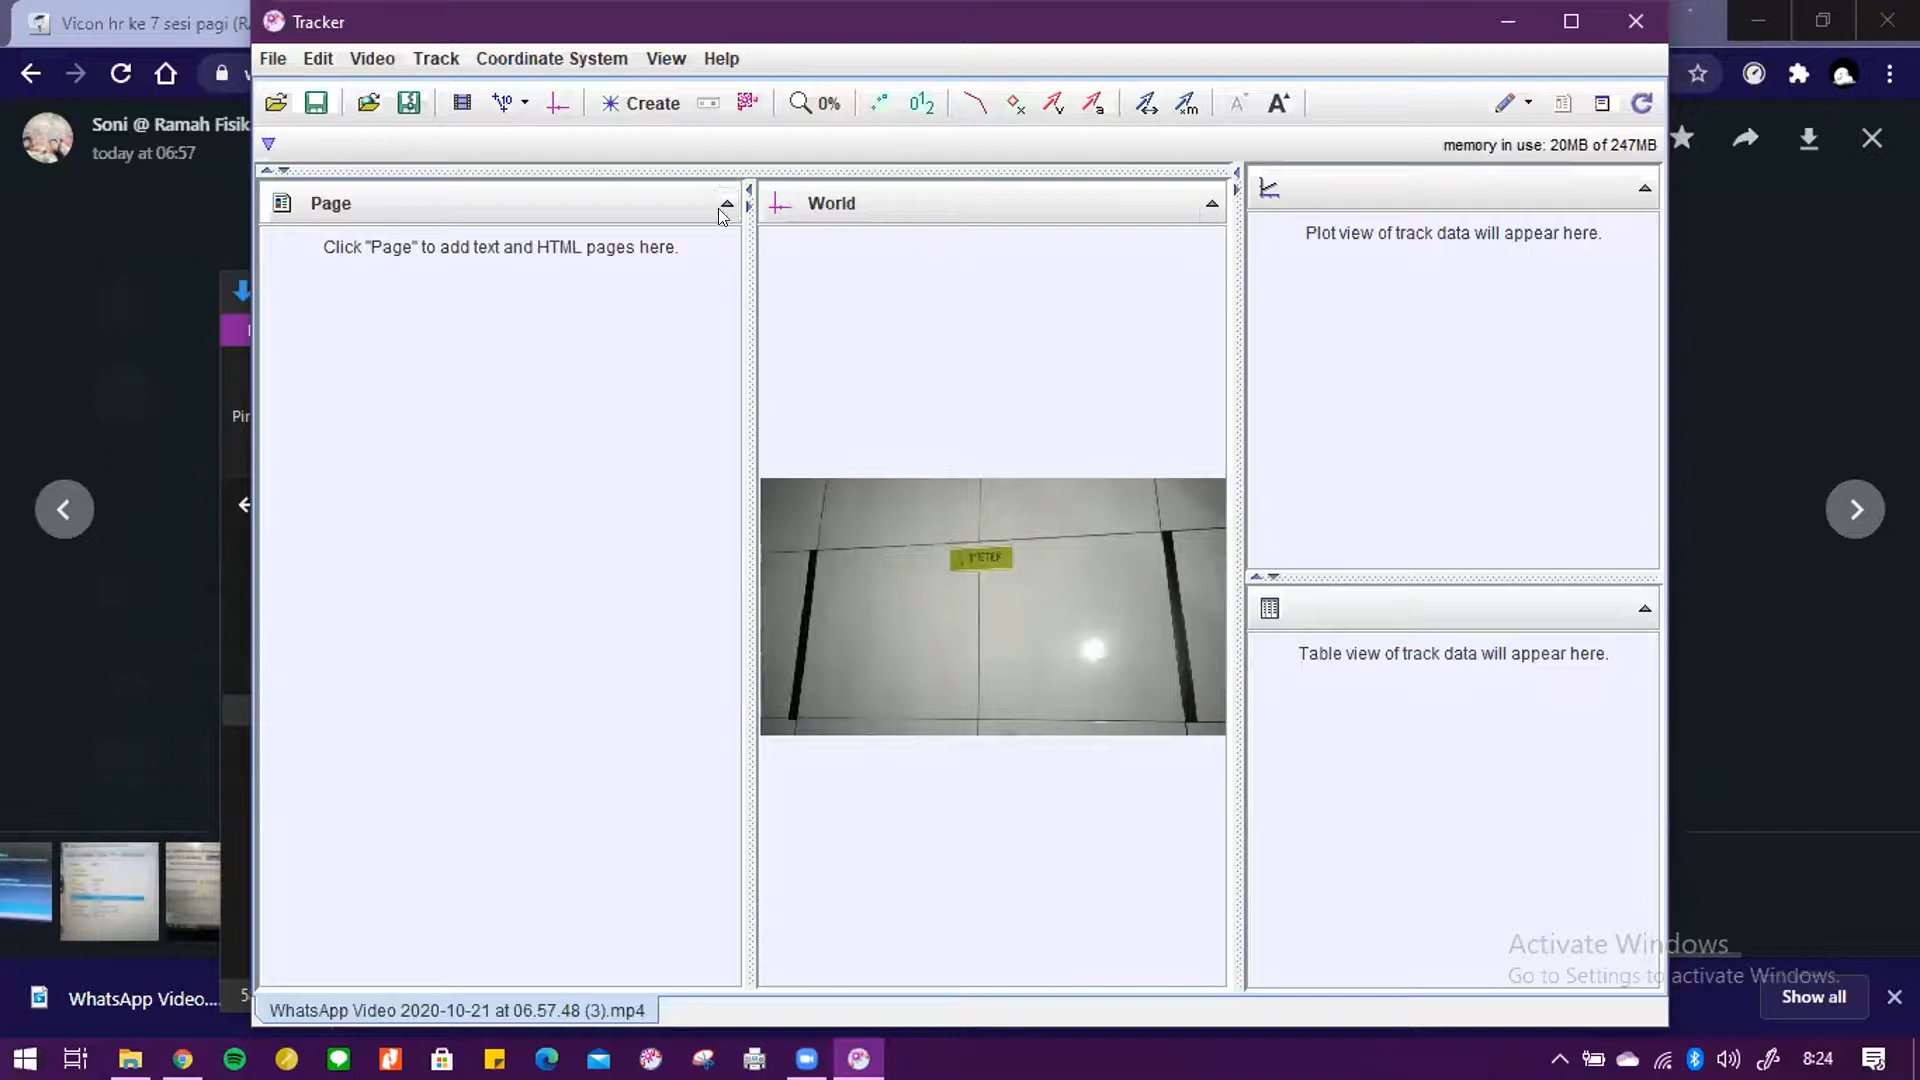 Vicon hr ke 7 sesi pagi (R
Tracker
File Edit Video Track Coordinate System View Help
Create
0%
Soni @ Ramah Fisik
today at 06:57
memory in use: 20MB of 247MB
Page
World
Click "Page" to add text and HTML pages here.
Plot view of track data will appear here.
METER
Table view of track data will appear here.
Activate Windows
Go to Settings to activate Windows.
WhatsApp Video....
Show all
WhatsApp Video 2020-10-21 at 06.57.48 (3).mp4
8:24